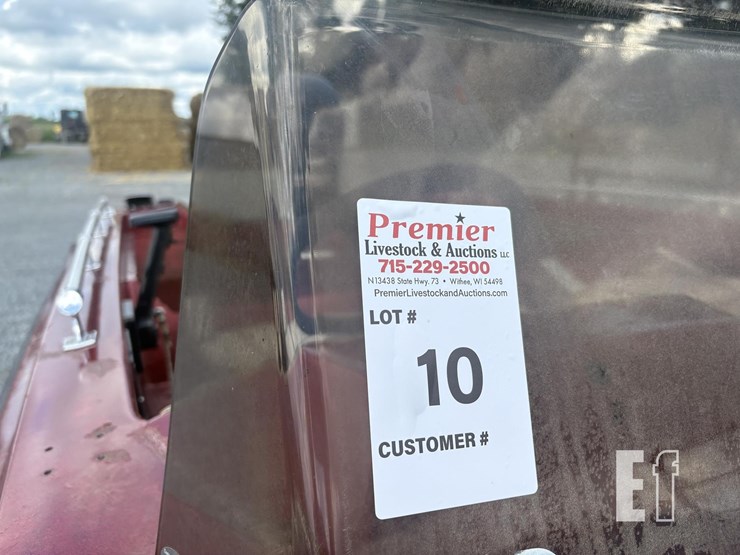 Premier
Livestock & Auctions LLC
715-229-2500
N13438 State Hwy. 73 • Withee, WI 54498
PremierLivestockandAuctions.com
LOT #
10
CUSTOMER #
Ef